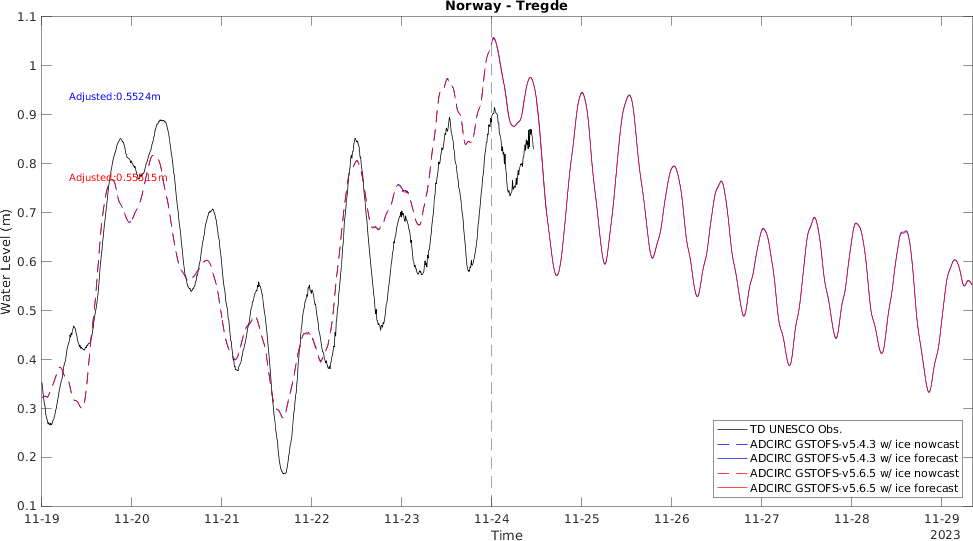 Norway - Tregde
1.1
1
0.9
0.8
0.7
0.6
0.5
0.4
0.3
0.2
0.1
Water Level (m)
Adjusted:0.5524m
Adjusted:0.55515m
11-19
11-20
11-21
11-22
11-23
11-24
11-25
11-26
11-27
11-28
11-29
Time
2023
TD UNESCO Obs.
ADCIRC GSTOFS-v5.4.3 w/ ice nowcast
ADCIRC GSTOFS-v5.4.3 w/ ice forecast
ADCIRC GSTOFS-v5.6.5 w/ ice nowcast
ADCIRC GSTOFS-v5.6.5 w/ ice forecast